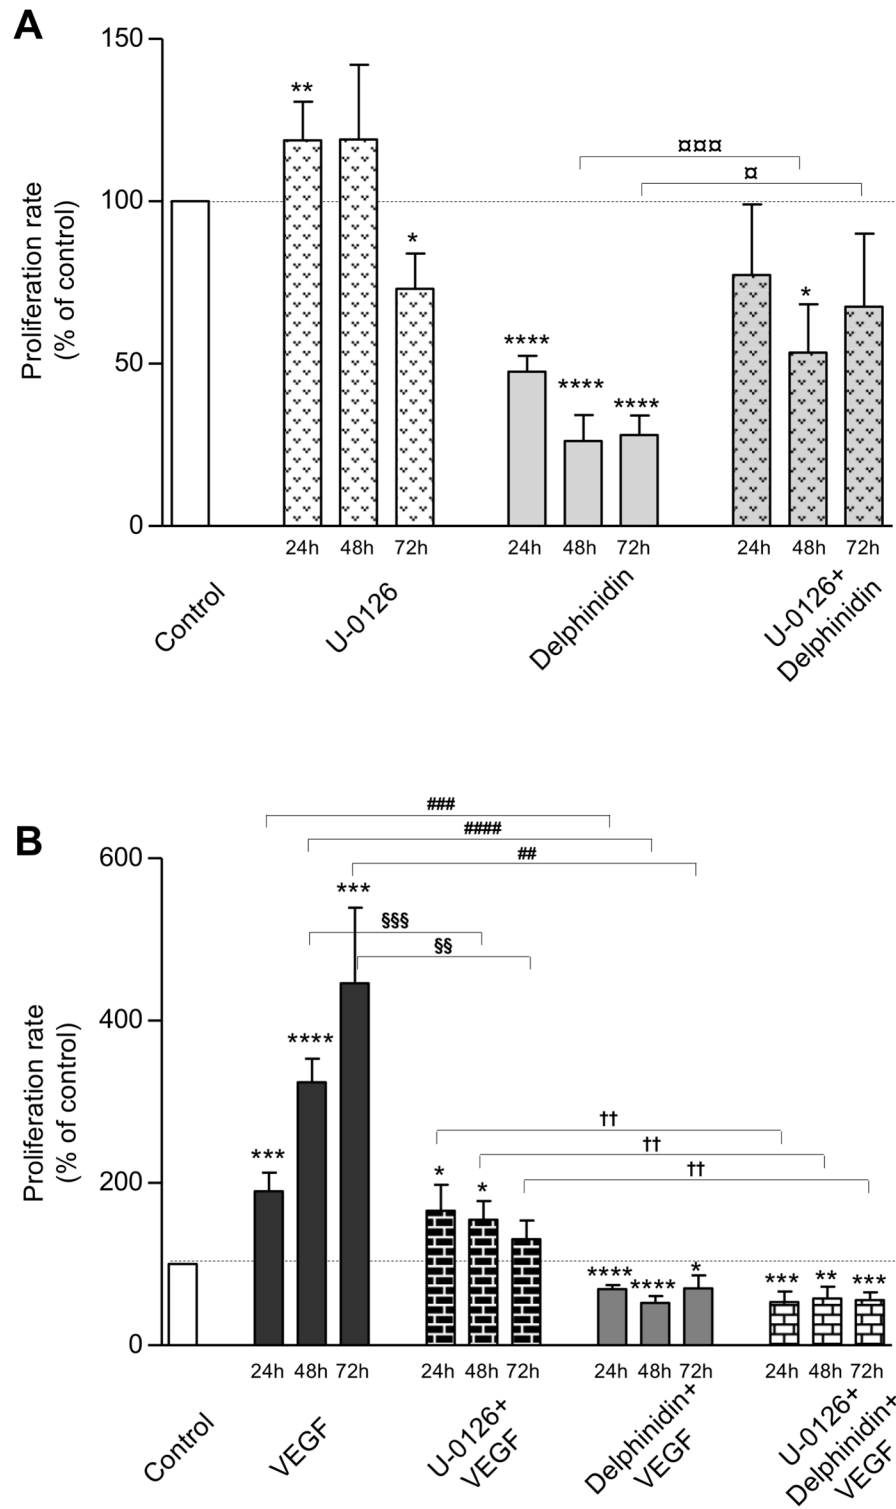 A
150
100
50
0
Proliferation rate
(% of control)
**
*
¤¤¤
¤
****
****
****
*
24h 48h 72h 24h 48h 72h 24h 48h 72h
Control
U-0126
Delphinidin
U-0126+
Delphinidin
B
###
####
##
600
400
200
0
Proliferation rate
(% of control)
***
§§§
§§
****
***
††
††
††
*
*
****
****
*
***
**
***
24h 48h 72h 24h 48h 72h 24h 48h 72h 24h 48h 72h
Control
VEGF
U-0126+
VEGF
Delphinidin+
VEGF
U-0126+
Delphinidin+
VEGF